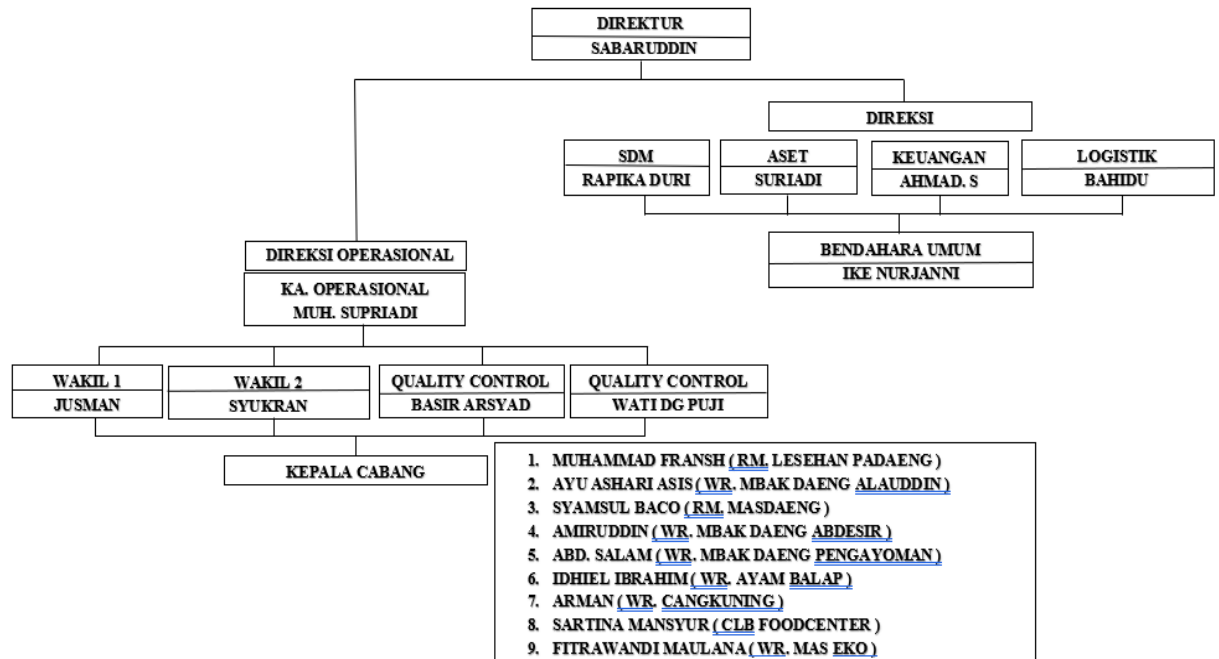 DIREKTUR
SABARUDDIN
DIREKSI
SDM
RAPIKA DURI
ASET
SURIADI
KEUANGAN
AHMAD. S
LOGISTIK
BAHIDU
BENDAHARA UMUM
IKE NURJANNI
DIREKSI OPERASIONAL
KA. OPERASIONAL
MUH. SUPRIADI
WAKIL 1
JUSMAN
WAKIL 2
SYUKRAN
QUALITY CONTROL
BASIR ARSYAD
QUALITY CONTROL
WATI DG PUJI
KEPALA CABANG
1. MUHAMMAD FRANSH ( RM. LESEHAN PADAENG )
2. AYU ASHARI ASIS ( WR. MBAK DAENG ALAUDDIN )
3. SYAMSUL BACO ( RM. MASDAENG )
4. AMIRUDDIN ( WR. MBAK DAENG ABDESIR )
5. ABD. SALAM ( WR. MBAK DAENG PENGAYOMAN )
6. IDHIEL IBRAHIM ( WR. AYAM BALAP )
7. ARMAN ( WR. CANGKUNING )
8. SARTINA MANSYUR ( CLB FOODCENTER )
9. FITRAWANDI MAULANA ( WR. MAS EKO )